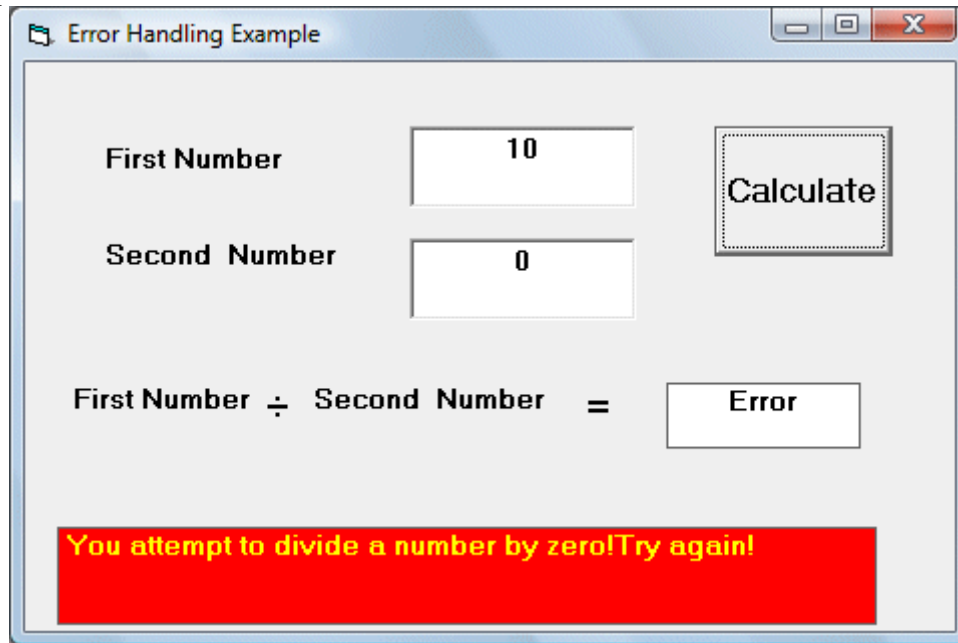 Error Handling Example
First Number
10
Calculate
Second Number
0
First Number ÷ Second Number = Error
You attempt to divide a number by zero!Try again!